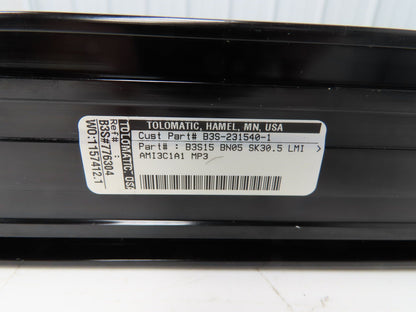 TOLOMATIC, HAMEL, MN, USA
Cust Part# B3S-231540-1
Part# : B3S15 BN05 SK30.5 LMI >
AMI3C1A1 MP3
TOLOMATIC USA
Ref# :
B3S#776304
WO:1157412.1